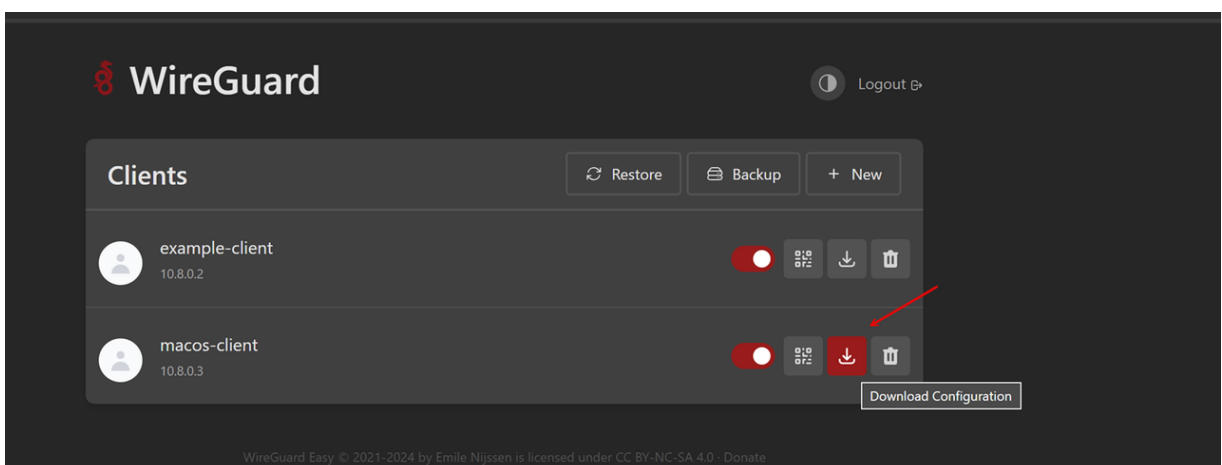 WireGuard
Logout
Clients
Restore
Backup
+ New
example-client
10.8.0.2
macos-client
10.8.0.3
Download Configuration
WireGuard Easy © 2021-2024 by Emile Nijssen is licensed under CC BY-NC-SA 4.0 · Donate